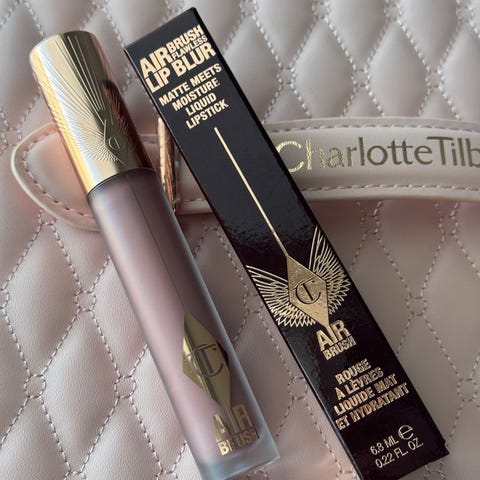 AIRBRUSH
FLAWLESS
LIP BLUR
MATTE MEETS
MOISTURE
LIQUID
LIPSTICK
CharlotteTilb
CT
CT
AIR
BRUSH
ROUGE
À LÈVRES
LIQUIDE MAT
ET HYDRATANT
6.8 ML e
0.22 FL. OZ.
CT
AIR
BRUSH